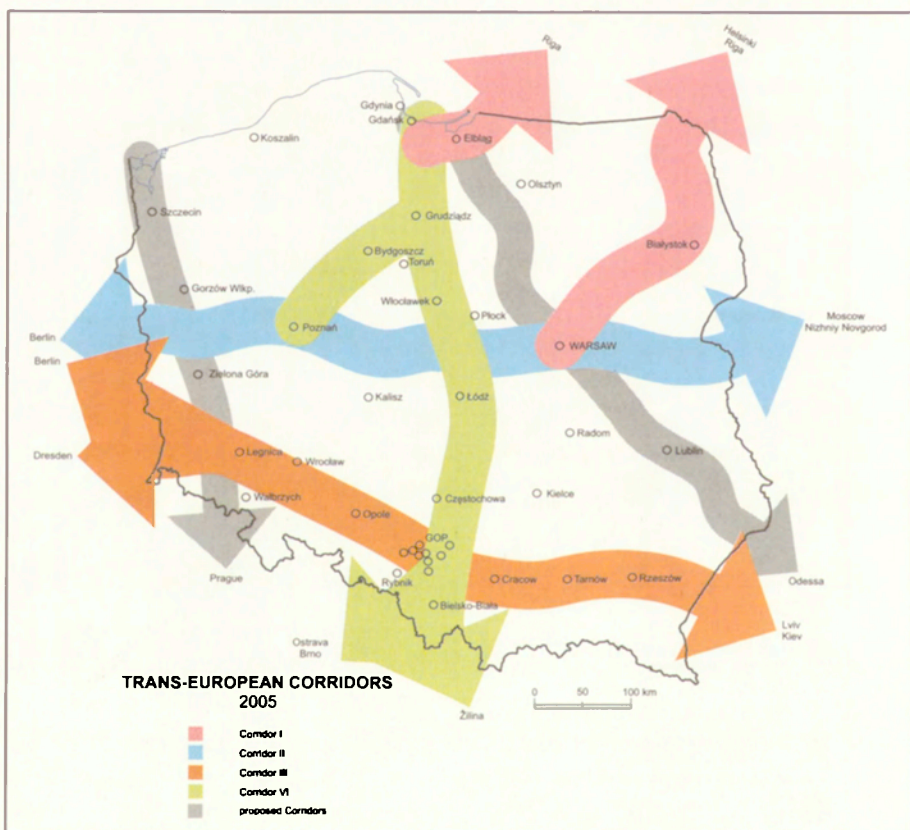 Riga
Helsinki
Riga
Gdynia
Gdańsk
Koszalin
Elbląg
Olsztyn
Szczecin
Grudziądz
Białystok
Bydgoszcz
Toruń
Gorzów Wlkp.
Włocławek
Płock
Poznań
Moscow
Nizhniy Novgorod
Berlin
WARSAW
Berlin
Zielona Góra
Kalisz
Łódź
Radom
Lublin
Dresden
Legnica
Wrocław
Wałbrzych
Częstochowa
Kielce
Opole
GOP
Prague
Rybnik
Cracow
Tarnów
Rzeszów
Odessa
Bielsko-Biała
Lviv
Kiev
Ostrava
Brno
Žilina
0 50 100 km
TRANS-EUROPEAN CORRIDORS
2005
Corridor I
Corridor II
Corridor III
Corridor VI
proposed Corridors